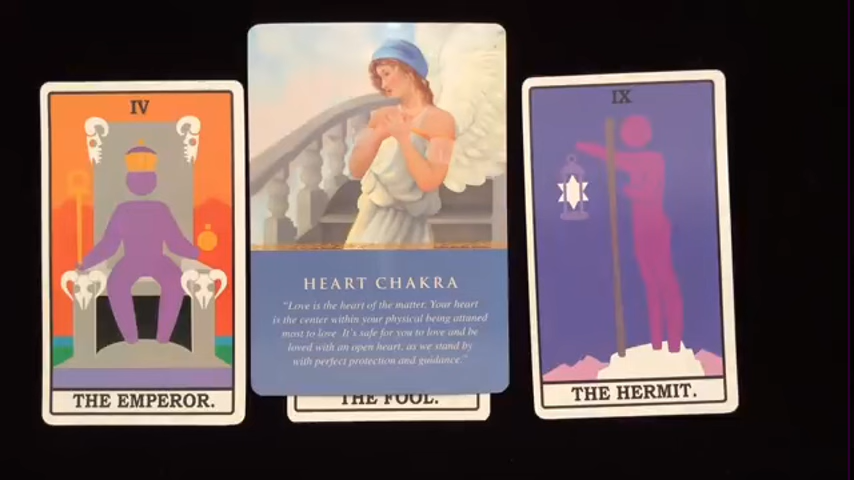 IV
THE EMPEROR.
HEART CHAKRA
"Love is the heart of the matter. Your heart
is the center within your physical being attuned
most to love. It's safe for you to love and be
loved with an open heart, as we stand by
with perfect protection and guidance."
THE FOOL.
IX
THE HERMIT.